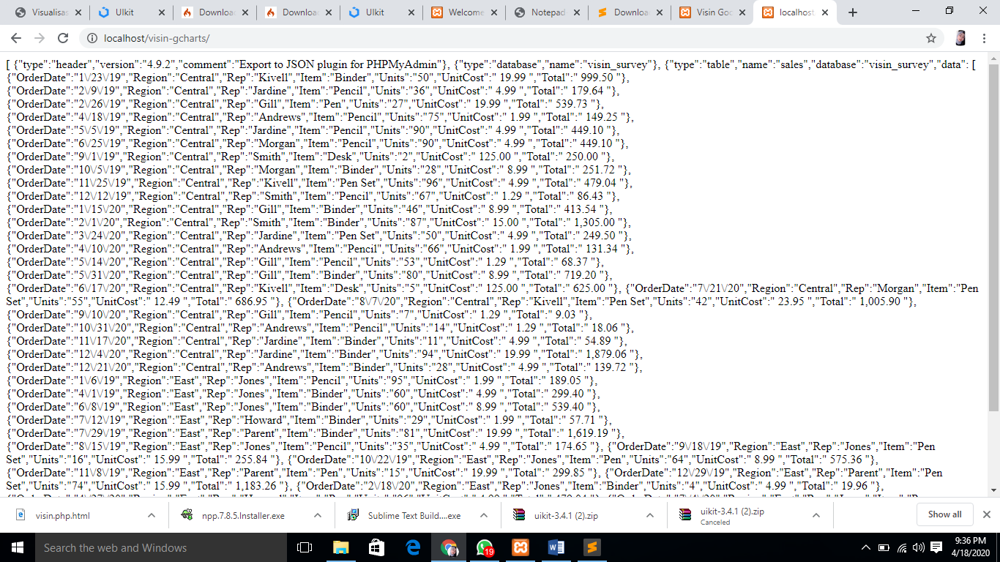 Visualisas
UIkit
Download
Download
UIkit
Welcome
Notepad
Downloa
Visin Goo
localhost
localhost/visin-gcharts/
[ {"type":"header","version":"4.9.2","comment":"Export to JSON plugin for PHPMyAdmin"}, {"type":"database","name":"visin_survey"}, {"type":"table","name":"sales","database":"visin_survey","data": [
{"OrderDate":"1\/23\/19","Region":"Central","Rep":"Kivell","Item":"Binder","Units":"50","UnitCost":" 19.99 ","Total":" 999.50 "},
{"OrderDate":"2\/9\/19","Region":"Central","Rep":"Jardine","Item":"Pencil","Units":"36","UnitCost":" 4.99 ","Total":" 179.64 "},
{"OrderDate":"2\/26\/19","Region":"Central","Rep":"Gill","Item":"Pen","Units":"27","UnitCost":" 19.99 ","Total":" 539.73 "},
{"OrderDate":"4\/18\/19","Region":"Central","Rep":"Andrews","Item":"Pencil","Units":"75","UnitCost":" 1.99 ","Total":" 149.25 "},
{"OrderDate":"5\/5\/19","Region":"Central","Rep":"Jardine","Item":"Pencil","Units":"90","UnitCost":" 4.99 ","Total":" 449.10 "},
{"OrderDate":"6\/25\/19","Region":"Central","Rep":"Morgan","Item":"Pencil","Units":"90","UnitCost":" 4.99 ","Total":" 449.10 "},
{"OrderDate":"9\/1\/19","Region":"Central","Rep":"Smith","Item":"Desk","Units":"2","UnitCost":" 125.00 ","Total":" 250.00 "},
{"OrderDate":"10\/5\/19","Region":"Central","Rep":"Morgan","Item":"Binder","Units":"28","UnitCost":" 8.99 ","Total":" 251.72 "},
{"OrderDate":"11\/25\/19","Region":"Central","Rep":"Kivell","Item":"Pen Set","Units":"96","UnitCost":" 4.99 ","Total":" 479.04 "},
{"OrderDate":"12\/12\/19","Region":"Central","Rep":"Smith","Item":"Pencil","Units":"67","UnitCost":" 1.29 ","Total":" 86.43 "},
{"OrderDate":"1\/15\/20","Region":"Central","Rep":"Gill","Item":"Binder","Units":"46","UnitCost":" 8.99 ","Total":" 413.54 "},
{"OrderDate":"2\/1\/20","Region":"Central","Rep":"Smith","Item":"Binder","Units":"87","UnitCost":" 15.00 ","Total":" 1,305.00 "},
{"OrderDate":"3\/24\/20","Region":"Central","Rep":"Jardine","Item":"Pen Set","Units":"50","UnitCost":" 4.99 ","Total":" 249.50 "},
{"OrderDate":"4\/10\/20","Region":"Central","Rep":"Andrews","Item":"Pencil","Units":"66","UnitCost":" 1.99 ","Total":" 131.34 "},
{"OrderDate":"5\/14\/20","Region":"Central","Rep":"Gill","Item":"Pencil","Units":"53","UnitCost":" 1.29 ","Total":" 68.37 "},
{"OrderDate":"5\/31\/20","Region":"Central","Rep":"Gill","Item":"Binder","Units":"80","UnitCost":" 8.99 ","Total":" 719.20 "},
{"OrderDate":"6\/17\/20","Region":"Central","Rep":"Kivell","Item":"Desk","Units":"5","UnitCost":" 125.00 ","Total":" 625.00 "}, {"OrderDate":"7\/21\/20","Region":"Central","Rep":"Morgan","Item":"Pen
Set","Units":"55","UnitCost":" 12.49 ","Total":" 686.95 "}, {"OrderDate":"8\/7\/20","Region":"Central","Rep":"Kivell","Item":"Pen Set","Units":"42","UnitCost":" 23.95 ","Total":" 1,005.90 "},
{"OrderDate":"9\/10\/20","Region":"Central","Rep":"Gill","Item":"Pencil","Units":"7","UnitCost":" 1.29 ","Total":" 9.03 "},
{"OrderDate":"10\/31\/20","Region":"Central","Rep":"Andrews","Item":"Pencil","Units":"14","UnitCost":" 1.29 ","Total":" 18.06 "},
{"OrderDate":"11\/17\/20","Region":"Central","Rep":"Jardine","Item":"Binder","Units":"11","UnitCost":" 4.99 ","Total":" 54.89 "},
{"OrderDate":"12\/4\/20","Region":"Central","Rep":"Jardine","Item":"Binder","Units":"94","UnitCost":" 19.99 ","Total":" 1,879.06 "},
{"OrderDate":"12\/21\/20","Region":"Central","Rep":"Andrews","Item":"Binder","Units":"28","UnitCost":" 4.99 ","Total":" 139.72 "},
{"OrderDate":"1\/6\/19","Region":"East","Rep":"Jones","Item":"Pencil","Units":"95","UnitCost":" 1.99 ","Total":" 189.05 "},
{"OrderDate":"4\/1\/19","Region":"East","Rep":"Jones","Item":"Binder","Units":"60","UnitCost":" 4.99 ","Total":" 299.40 "},
{"OrderDate":"6\/8\/19","Region":"East","Rep":"Jones","Item":"Binder","Units":"60","UnitCost":" 8.99 ","Total":" 539.40 "},
{"OrderDate":"7\/12\/19","Region":"East","Rep":"Howard","Item":"Binder","Units":"29","UnitCost":" 1.99 ","Total":" 57.71 "},
{"OrderDate":"7\/29\/19","Region":"East","Rep":"Parent","Item":"Binder","Units":"81","UnitCost":" 19.99 ","Total":" 1,619.19 "},
{"OrderDate":"8\/15\/19","Region":"East","Rep":"Jones","Item":"Pencil","Units":"35","UnitCost":" 4.99 ","Total":" 174.65 "}, {"OrderDate":"9\/18\/19","Region":"East","Rep":"Jones","Item":"Pen
Set","Units":"16","UnitCost":" 15.99 ","Total":" 255.84 "}, {"OrderDate":"10\/22\/19","Region":"East","Rep":"Jones","Item":"Pen","Units":"64","UnitCost":" 8.99 ","Total":" 575.36 "},
{"OrderDate":"11\/8\/19","Region":"East","Rep":"Parent","Item":"Pen","Units":"15","UnitCost":" 19.99 ","Total":" 299.85 "}, {"OrderDate":"12\/29\/19","Region":"East","Rep":"Parent","Item":"Pen
Set","Units":"74","UnitCost":" 15.99 ","Total":" 1,183.26 "}, {"OrderDate":"2\/18\/20","Region":"East","Rep":"Jones","Item":"Binder","Units":"4","UnitCost":" 4.99 ","Total":" 19.96 "},
visin.php.html
npp.7.8.5.Installer.exe
Sublime Text Build....exe
uikit-3.4.1 (2).zip
uikit-3.4.1 (2).zip
Canceled
Show all
Search the web and Windows
19
9:36 PM
4/18/2020